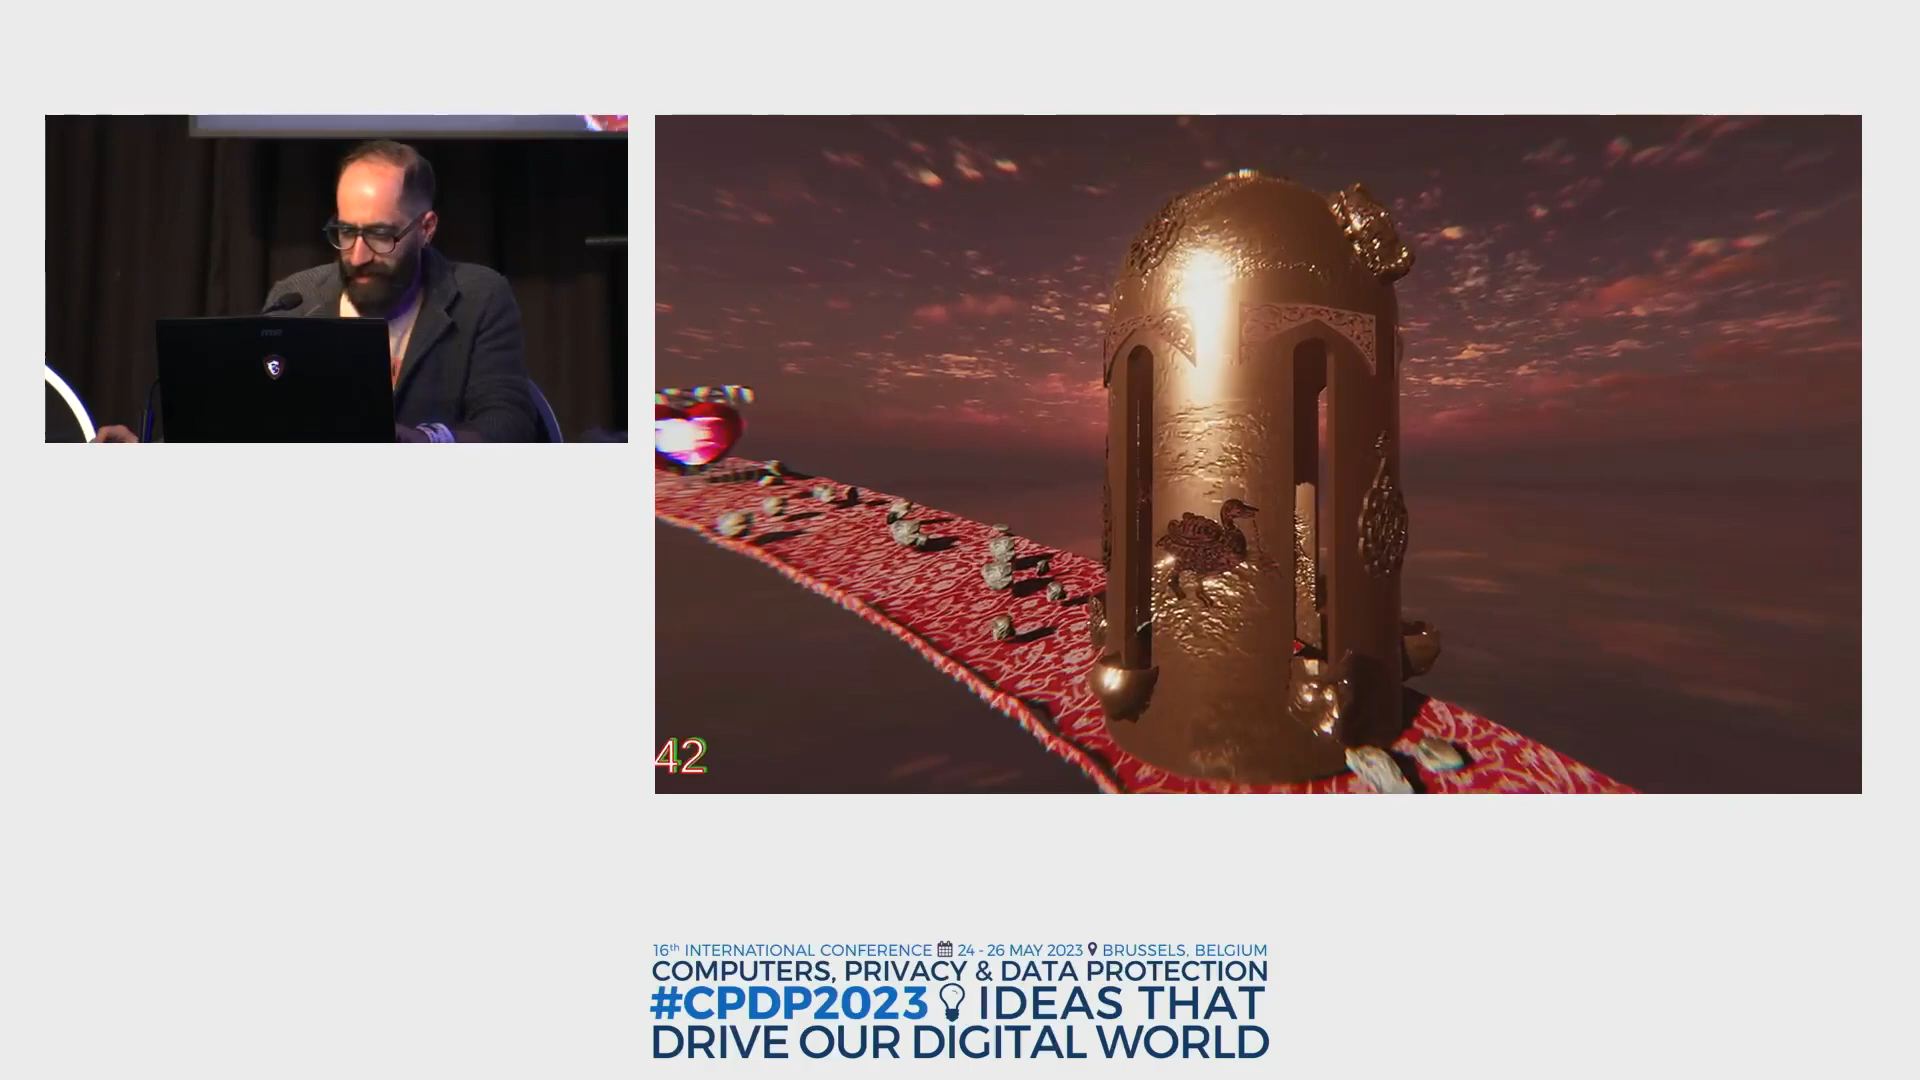 42
16th INTERNATIONAL CONFERENCE 24 - 26 MAY 2023 BRUSSELS, BELGIUM
COMPUTERS, PRIVACY & DATA PROTECTION
#CPDP2023 IDEAS THAT
DRIVE OUR DIGITAL WORLD